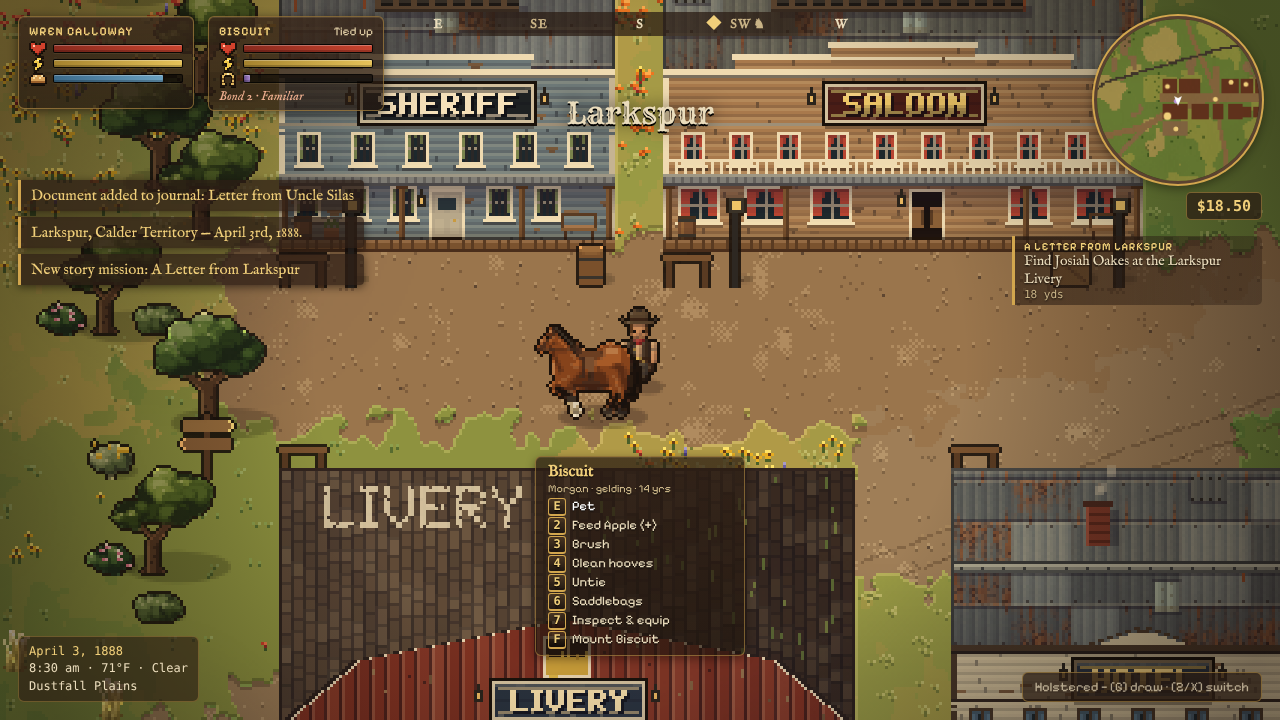 WREN CALLOWAY
BISCUIT
Tied up
Bond 2 · Familiar
E
SE
S
SW
W
SHERIFF
Larkspur
SALOON
$18.50
Document added to journal: Letter from Uncle Silas
Larkspur, Calder Territory — April 3rd, 1888.
New story mission: A Letter from Larkspur
A LETTER FROM LARKSPUR
Find Josiah Oakes at the Larkspur
Livery
18 yds
LIVERY
Biscuit
Morgan · gelding · 14 yrs
E Pet
2 Feed Apple (+)
3 Brush
4 Clean hooves
5 Untie
6 Saddlebags
7 Inspect & equip
F Mount Biscuit
LIVERY
April 3, 1888
8:30 am · 71°F · Clear
Dustfall Plains
Holstered - (G) draw · (Z/X) switch